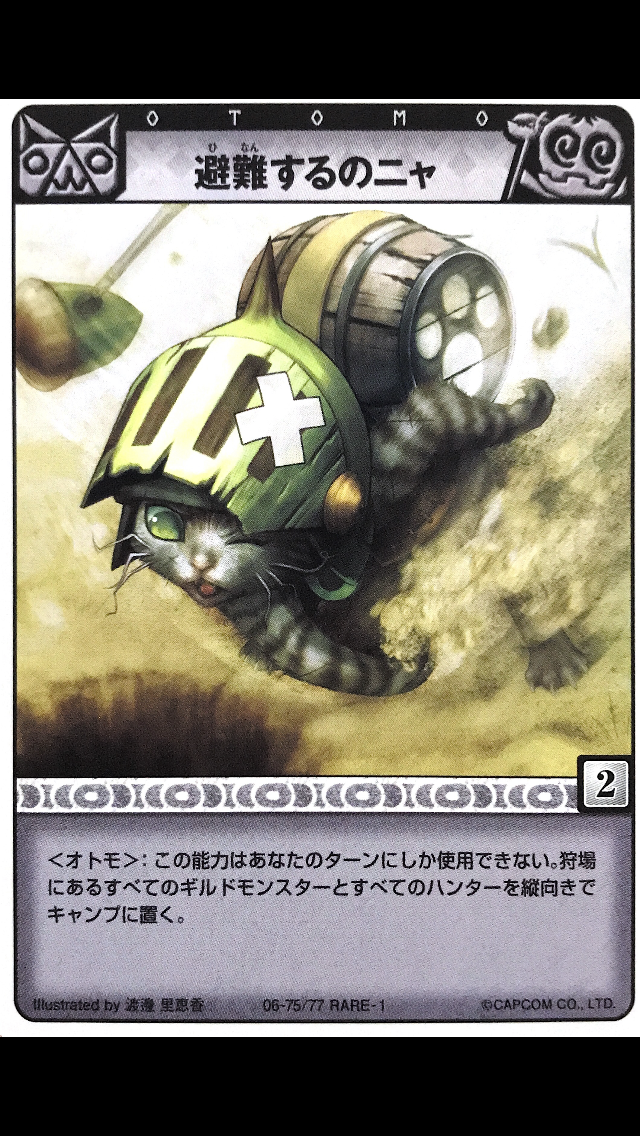 OTOMO
ひなん
避難するのニャ
2
<オトモ>:この能力はあなたのターンにしか使用できない。狩場
にあるすべてのギルドモンスターとすべてのハンターを縦向きで
キャンプに置く。
Illustrated by 渡邉 里恵香 06-75/77 RARE-1 ©CAPCOM CO., LTD.